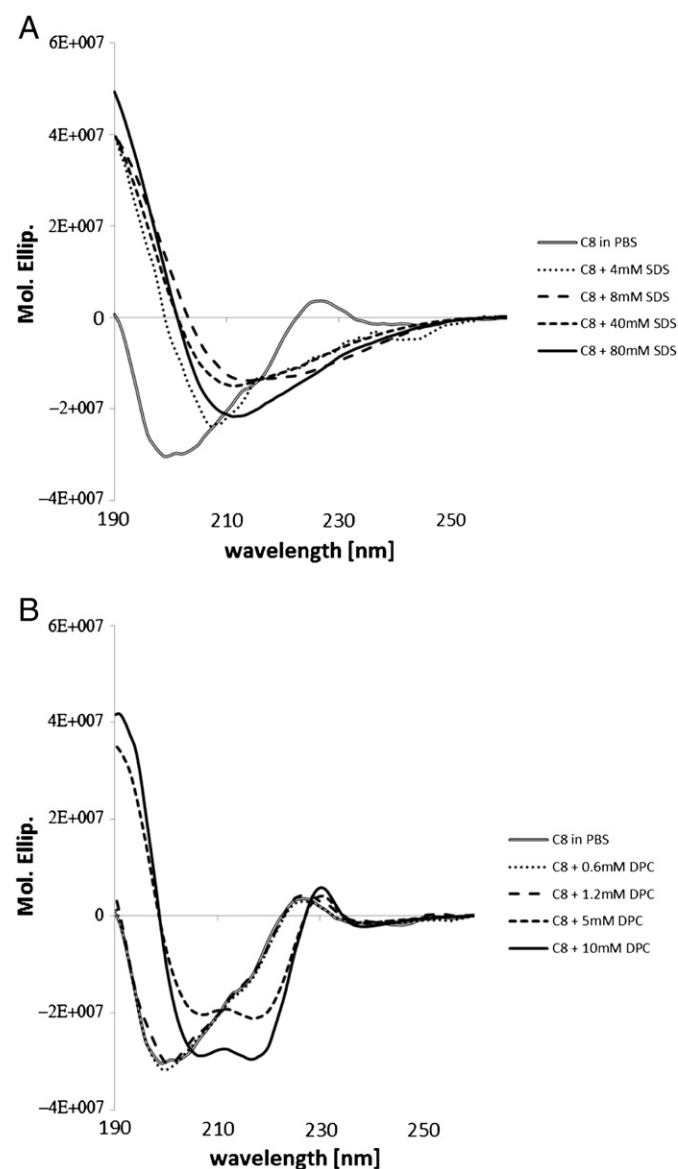 A
6E+007
4E+007
2E+007
0
−2E+007
−4E+007
Mol. Ellip.
190
210
230
250
wavelength [nm]
C8 in PBS
C8 + 4mM SDS
C8 + 8mM SDS
C8 + 40mM SDS
C8 + 80mM SDS
B
6E+007
4E+007
2E+007
0
−2E+007
−4E+007
Mol. Ellip.
190
210
230
250
wavelength [nm]
C8 in PBS
C8 + 0.6mM DPC
C8 + 1.2mM DPC
C8 + 5mM DPC
C8 + 10mM DPC